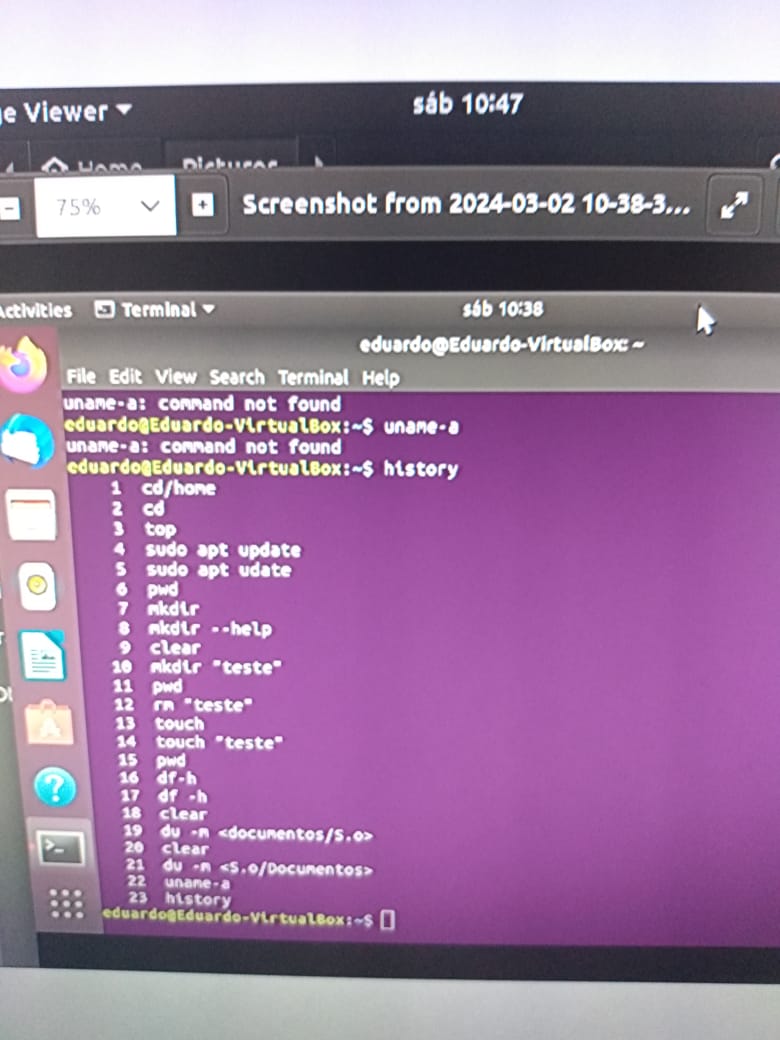 e Viewer
sáb 10:47
Home
Pictures
75%
Screenshot from 2024-03-02 10-38-3...
Activities
Terminal
sáb 10:38
eduardo@Eduardo-VirtualBox: ~
File Edit View Search Terminal Help
uname-a: command not found
eduardo@Eduardo-VirtualBox:~$ uname-a
uname-a: command not found
eduardo@Eduardo-VirtualBox:~$ history
1 cd/home
2 cd
3 top
4 sudo apt update
5 sudo apt udate
6 pwd
7 mkdir
8 mkdir --help
9 clear
10 mkdir "teste"
11 pwd
12 rm "teste"
13 touch
14 touch "teste"
15 pwd
16 df-h
17 df -h
18 clear
19 du -m <documentos/S.o>
20 clear
21 du -m <S.o/Documentos>
22 uname-a
23 history
eduardo@Eduardo-VirtualBox:~$